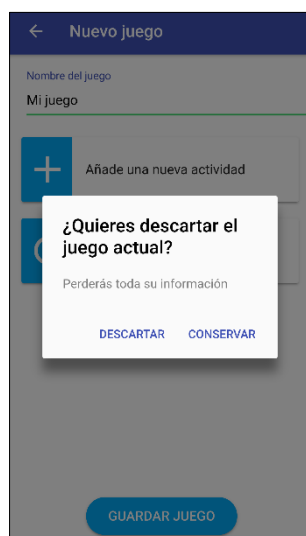 Nuevo juego
Nombre del juego
Mi juego
Añade una nueva actividad
¿Quieres descartar el
juego actual?
Perderás toda su información
DESCARTAR CONSERVAR
GUARDAR JUEGO